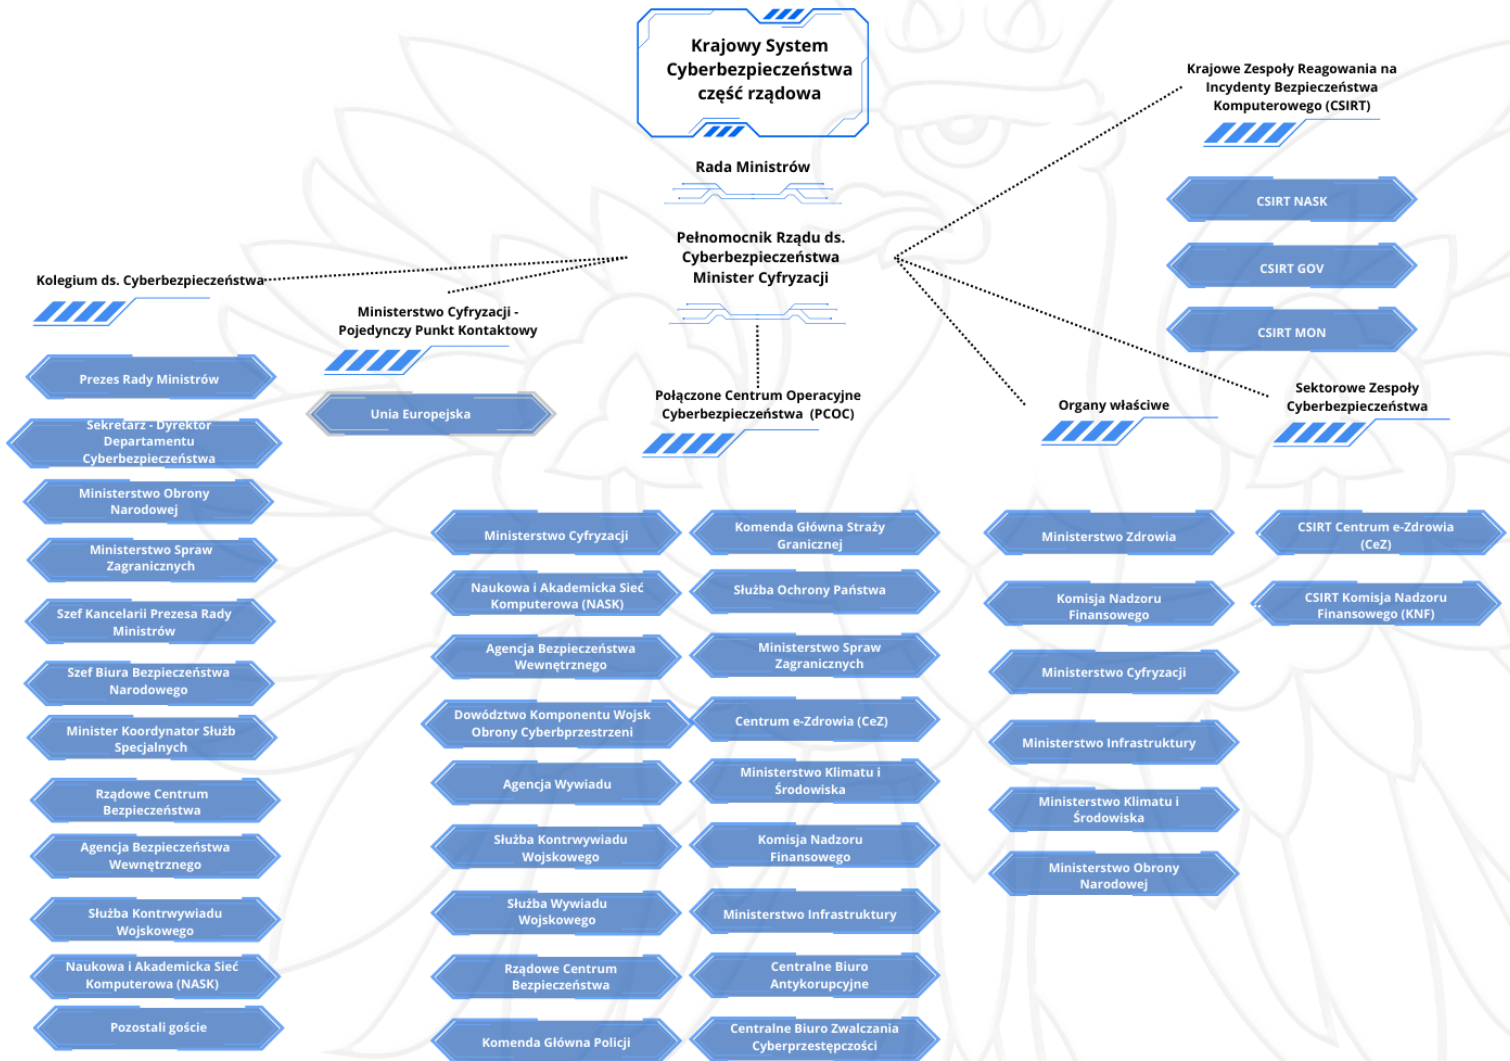 Krajowy System
Cyberbezpieczeństwa
część rządowa
Rada Ministrów
Pełnomocnik Rządu ds.
Cyberbezpieczeństwa
Minister Cyfryzacji
Kolegium ds. Cyberbezpieczeństwa
Prezes Rady Ministrów
Sekretarz - Dyrektor
Departamentu
Cyberbezpieczeństwa
Ministerstwo Obrony
Narodowej
Ministerstwo Spraw
Zagranicznych
Szef Kancelarii Prezesa Rady
Ministrów
Szef Biura Bezpieczeństwa
Narodowego
Minister Koordynator Służb
Specjalnych
Rządowe Centrum
Bezpieczeństwa
Agencja Bezpieczeństwa
Wewnętrznego
Służba Kontrwywiadu
Wojskowego
Naukowa i Akademicka Sieć
Komputerowa (NASK)
Pozostali goście
Ministerstwo Cyfryzacji -
Pojedynczy Punkt Kontaktowy
Unia Europejska
Połączone Centrum Operacyjne
Cyberbezpieczeństwa (PCOC)
Ministerstwo Cyfryzacji
Naukowa i Akademicka Sieć
Komputerowa (NASK)
Agencja Bezpieczeństwa
Wewnętrznego
Dowództwo Komponentu Wojsk
Obrony Cyberbprzestrzeni
Agencja Wywiadu
Służba Kontrwywiadu
Wojskowego
Służba Wywiadu
Wojskowego
Rządowe Centrum
Bezpieczeństwa
Komenda Główna Policji
Komenda Główna Straży
Granicznej
Służba Ochrony Państwa
Ministerstwo Spraw
Zagranicznych
Centrum e-Zdrowia (CeZ)
Ministerstwo Klimatu i
Środowiska
Komisja Nadzoru
Finansowego
Ministerstwo Infrastruktury
Centralne Biuro
Antykorupcyjne
Centralne Biuro Zwalczania
Cyberprzestępczości
Organy właściwe
Ministerstwo Zdrowia
Komisja Nadzoru
Finansowego
Ministerstwo Cyfryzacji
Ministerstwo Infrastruktury
Ministerstwo Klimatu i
Środowiska
Ministerstwo Obrony
Narodowej
Sektorowe Zespoły
Cyberbezpieczeństwa
CSIRT Centrum e-Zdrowia
(CeZ)
CSIRT Komisja Nadzoru
Finansowego (KNF)
Krajowe Zespoły Reagowania na
Incydenty Bezpieczeństwa
Komputerowego (CSIRT)
CSIRT NASK
CSIRT GOV
CSIRT MON